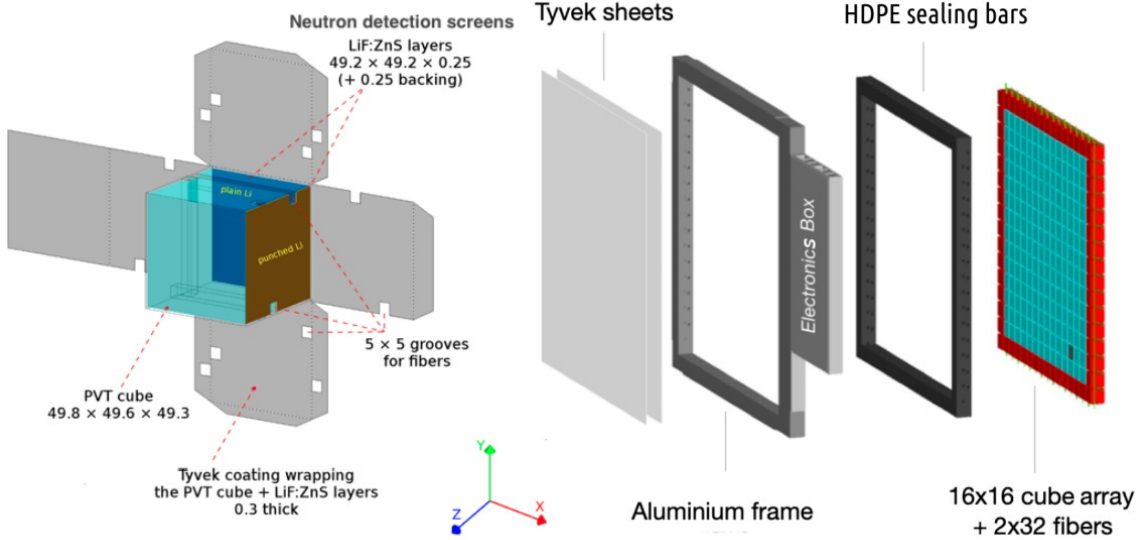 Neutron detection screens
LiF:ZnS layers
49.2 × 49.2 × 0.25
(+ 0.25 backing)
plain Li
punched Li
5 × 5 grooves
for fibers
PVT cube
49.8 × 49.6 × 49.3
Tyvek coating wrapping
the PVT cube + LiF:ZnS layers
0.3 thick
Y
X
Z
Tyvek sheets
HDPE sealing bars
Electronics Box
Aluminium frame
16x16 cube array
+ 2x32 fibers